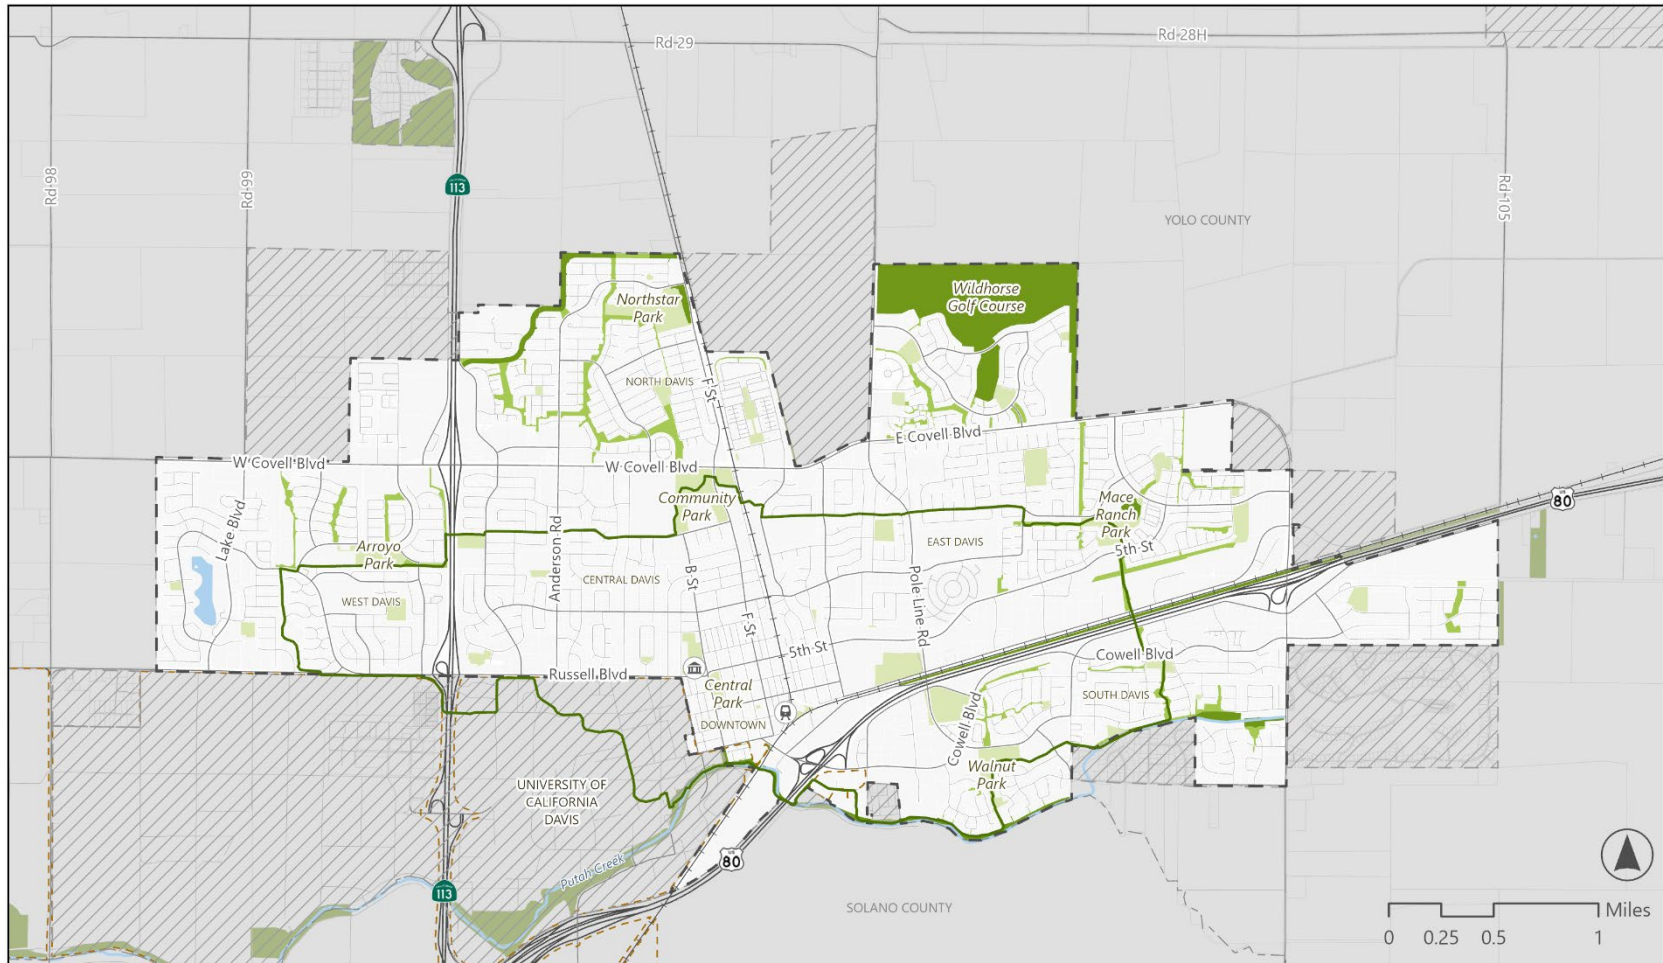 Rd 29
Rd 28H
Rd 98
Rd 99
113
Rd 105
YOLO COUNTY
Northstar
Park
Wildhorse
Golf Course
NORTH DAVIS
F St
E Covell Blvd
W Covell Blvd
W Covell Blvd
80
Community
Park
Mace
Ranch
Park
Lake Blvd
Arroyo
Park
Anderson Rd
EAST DAVIS
5th St
CENTRAL DAVIS
B St
WEST DAVIS
Pole Line Rd
F St
5th St
Cowell Blvd
Russell Blvd
Central
Park
SOUTH DAVIS
DOWNTOWN
Cowell Blvd
Walnut
Park
UNIVERSITY OF
CALIFORNIA
DAVIS
Putah Creek
80
113
SOLANO COUNTY
Miles
0 0.25 0.5 1